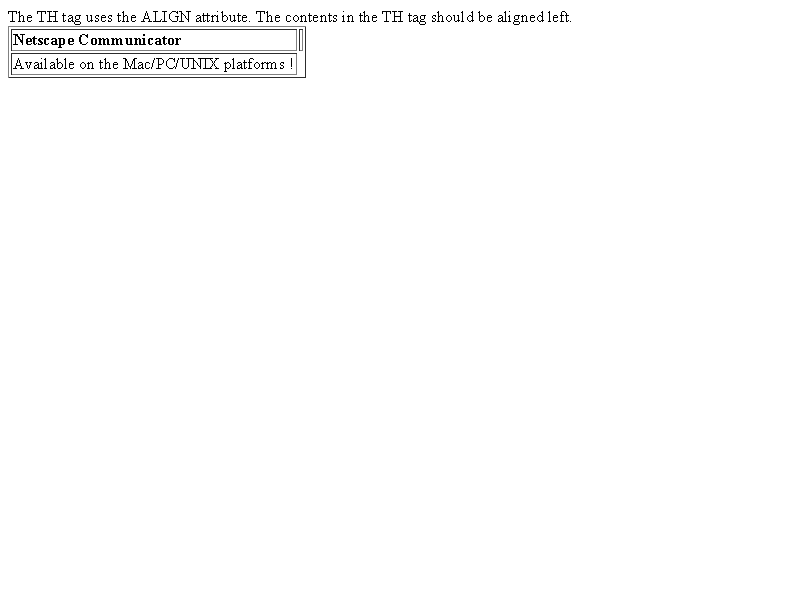 The TH tag uses the ALIGN attribute. The contents in the TH tag should be aligned left.
Netscape Communicator
Available on the Mac/PC/UNIX platforms !